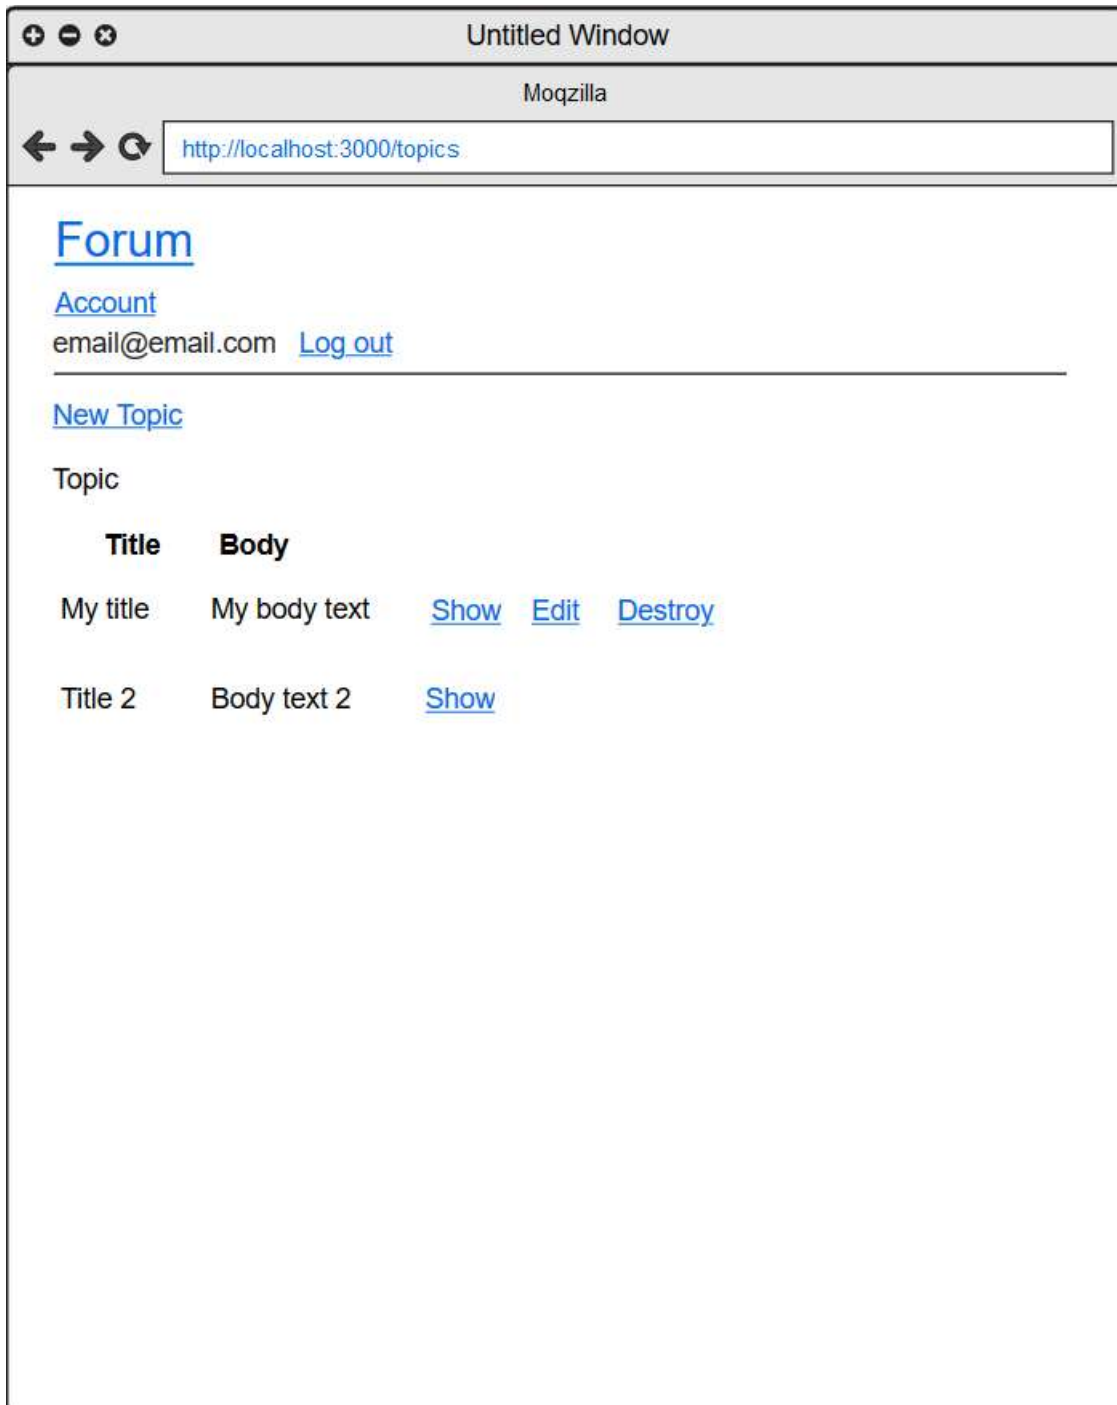 Untitled Window
Moqzilla
http://localhost:3000/topics
Forum
Account
email@email.com Log out
New Topic
Topic
Title Body
My title My body text Show Edit Destroy
Title 2 Body text 2 Show